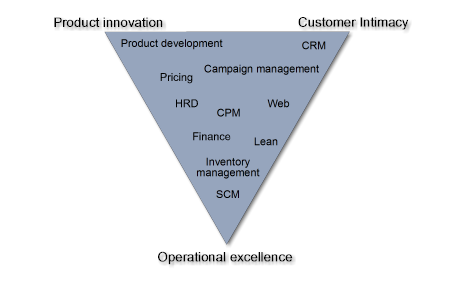 Product innovation
Customer Intimacy
Product development
CRM
Campaign management
Pricing
HRD
Web
CPM
Finance
Lean
Inventory
management
SCM
Operational excellence